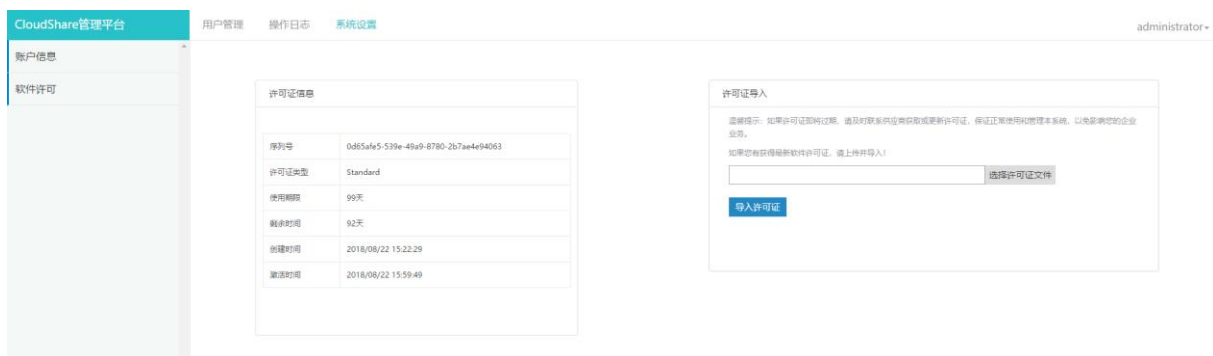 CloudShare管理平台
用户管理 操作日志 系统设置
administrator
账户信息
软件许可
许可证信息
序列号 0d65afe5-539e-49a9-8780-2b7ae4e94063
许可证类型 Standard
使用期限 99天
剩余时间 92天
创建时间 2018/08/22 15:22:29
激活时间 2018/08/22 15:59:49
许可证导入
温馨提示：如果许可证即将过期，请及时联系供应商获取或更新许可证，保证正常使用和管理本系统，以免影响您的企业
业务。
如果您有获得最新软件许可证，请上传并导入！
选择许可证文件
导入许可证